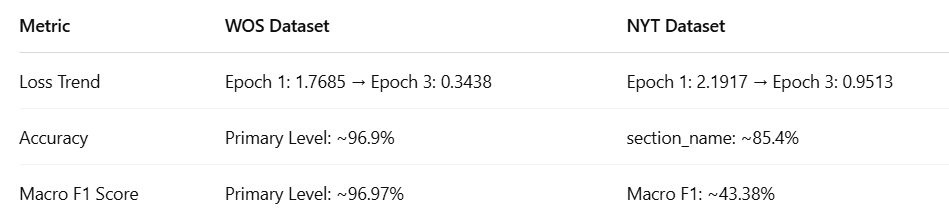 Metric WOS Dataset NYT Dataset
Loss Trend Epoch 1: 1.7685 → Epoch 3: 0.3438 Epoch 1: 2.1917 → Epoch 3: 0.9513
Accuracy Primary Level: ~96.9% section_name: ~85.4%
Macro F1 Score Primary Level: ~96.97% Macro F1: ~43.38%